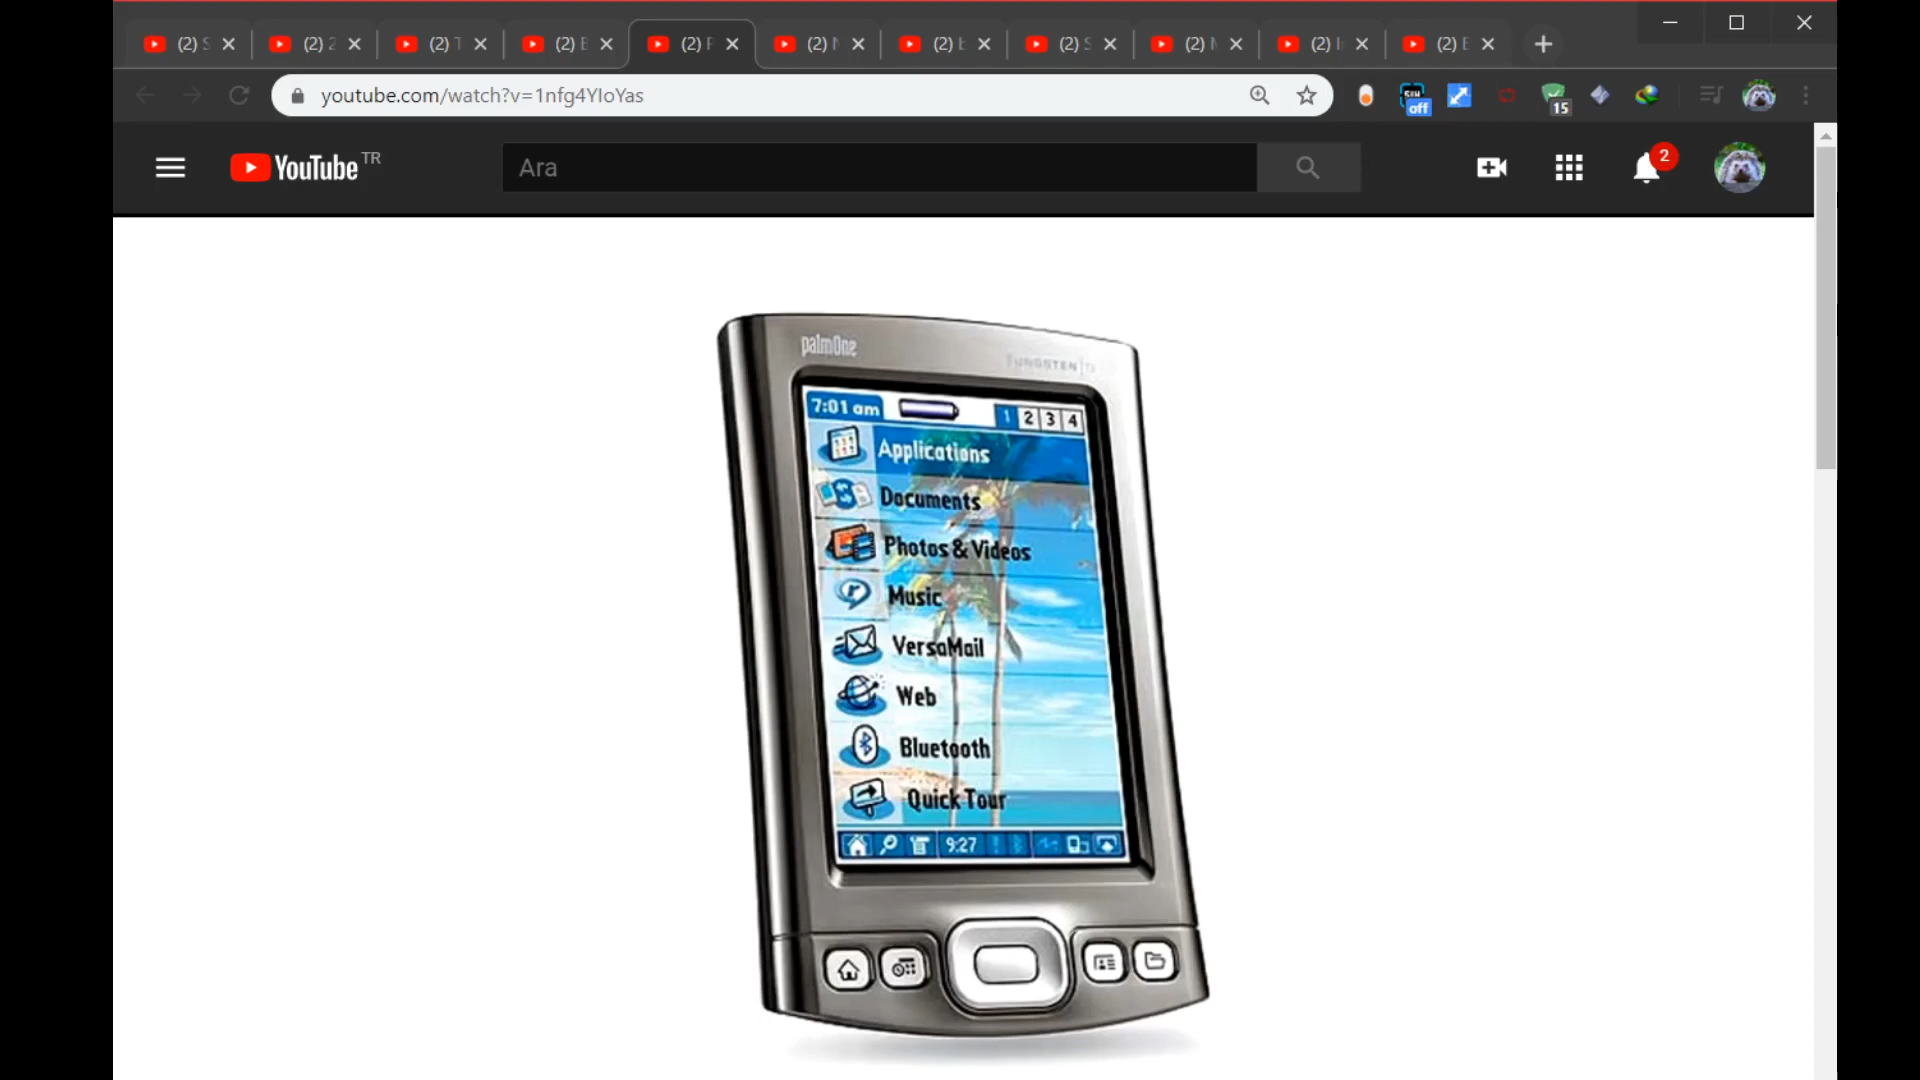 (2) S (2) 2 (2) T (2) E (2) F (2) N (2) b (2) S (2) N (2) I (2) E
youtube.com/watch?v=1nfg4YIoYas
off
15
YouTube TR
Ara
2
palmOne
TUNGSTEN
7:01 am
1 2 3 4
Applications
Documents
Photos & Videos
Music
VersaMail
Web
Bluetooth
Quick Tour
9:27